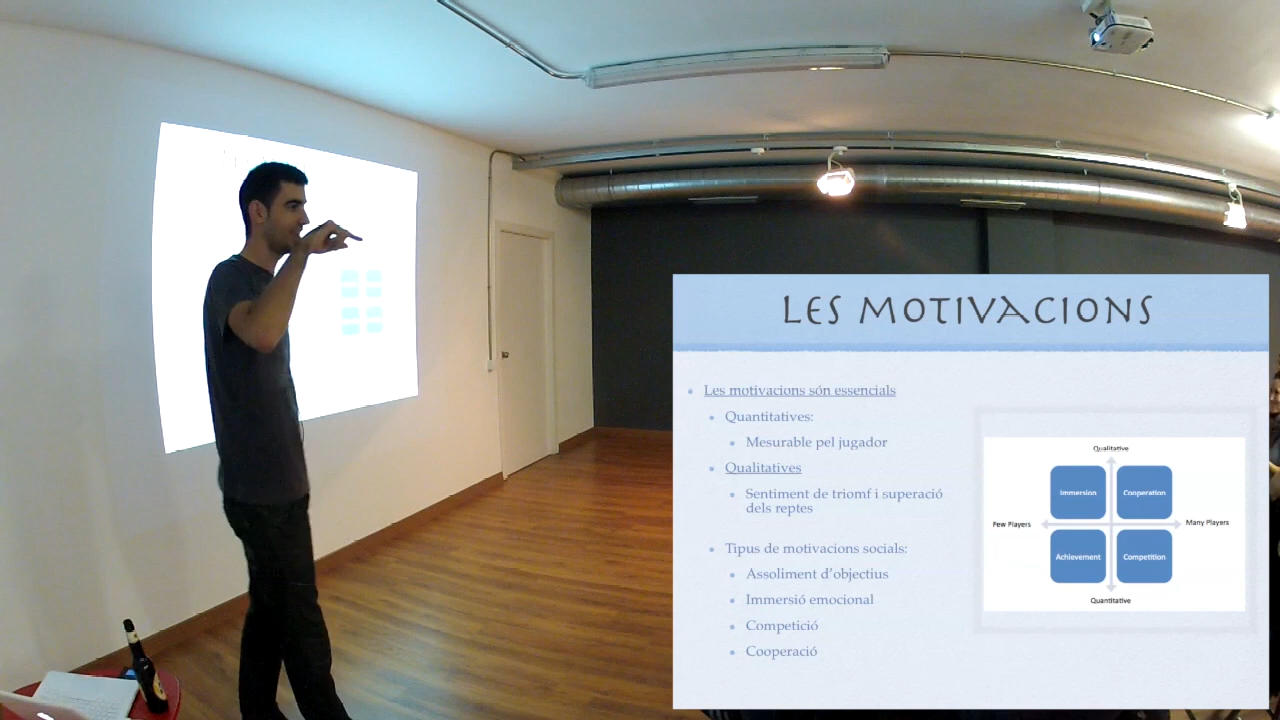 LES MOTIVACIONS
Les motivacions són essencials
Quantitatives:
Mesurable pel jugador
Qualitatives
Sentiment de triomf i superació
dels reptes
Tipus de motivacions socials:
Assoliment d'objectius
Immersió emocional
Competició
Cooperació
Qualitative
Immersion
Cooperation
Few Players
Many Players
Achievement
Competition
Quantitative